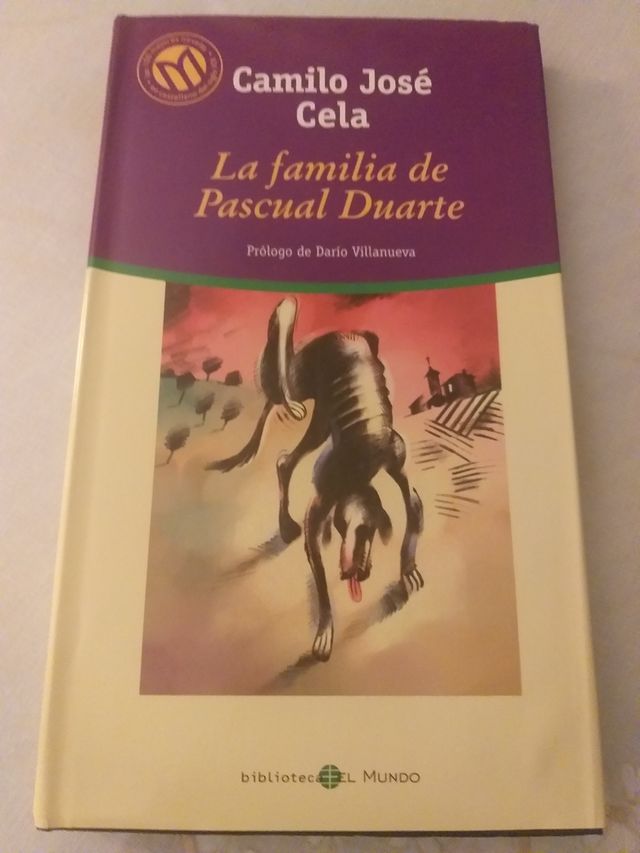 Camilo José
Cela
La familia de
Pascual Duarte
Prólogo de Darío Villanueva
biblioteca EL MUNDO